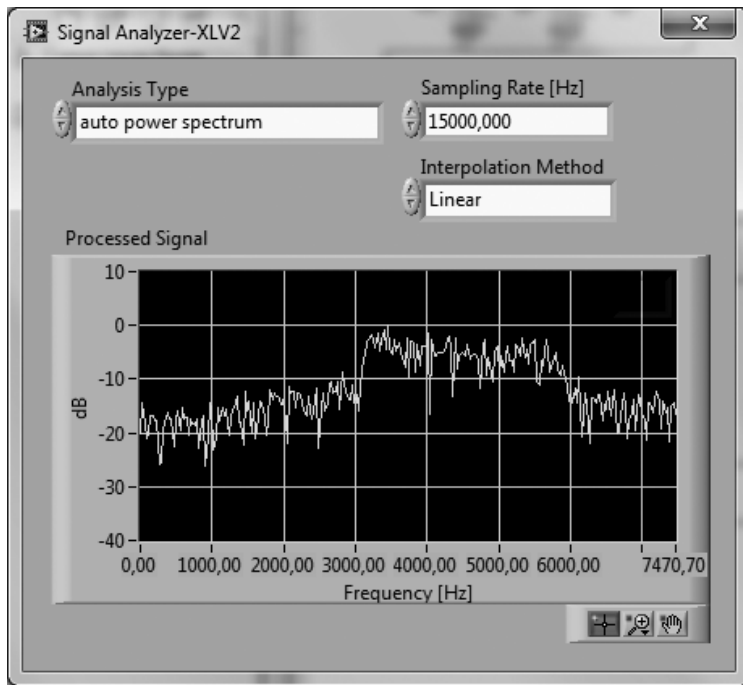 Signal Analyzer-XLV2
x
Analysis Type
auto power spectrum
Sampling Rate [Hz]
15000,000
Interpolation Method
Linear
Processed Signal
10
0
-10
-20
-30
-40
dB
0,00 1000,00 2000,00 3000,00 4000,00 5000,00 6000,00 7470,70
Frequency [Hz]